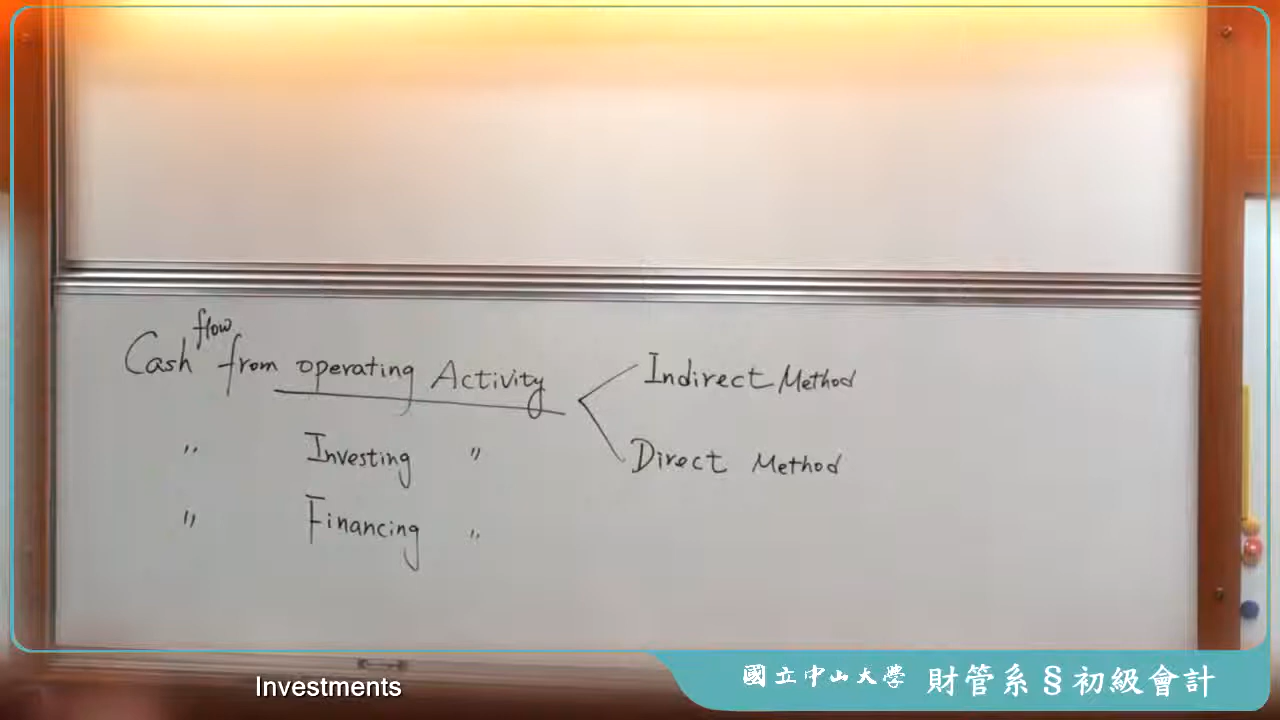 Cash flow from operating Activity
Indirect Method
Direct Method
〃 Investing 〃
〃 Financing 〃
Investments
國立中山大學 財管系§初級會計